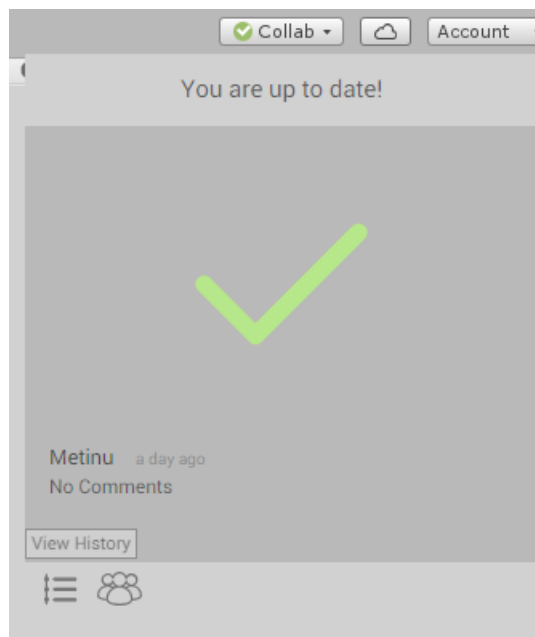 Collab
Account
You are up to date!
Metinu a day ago
No Comments
View History